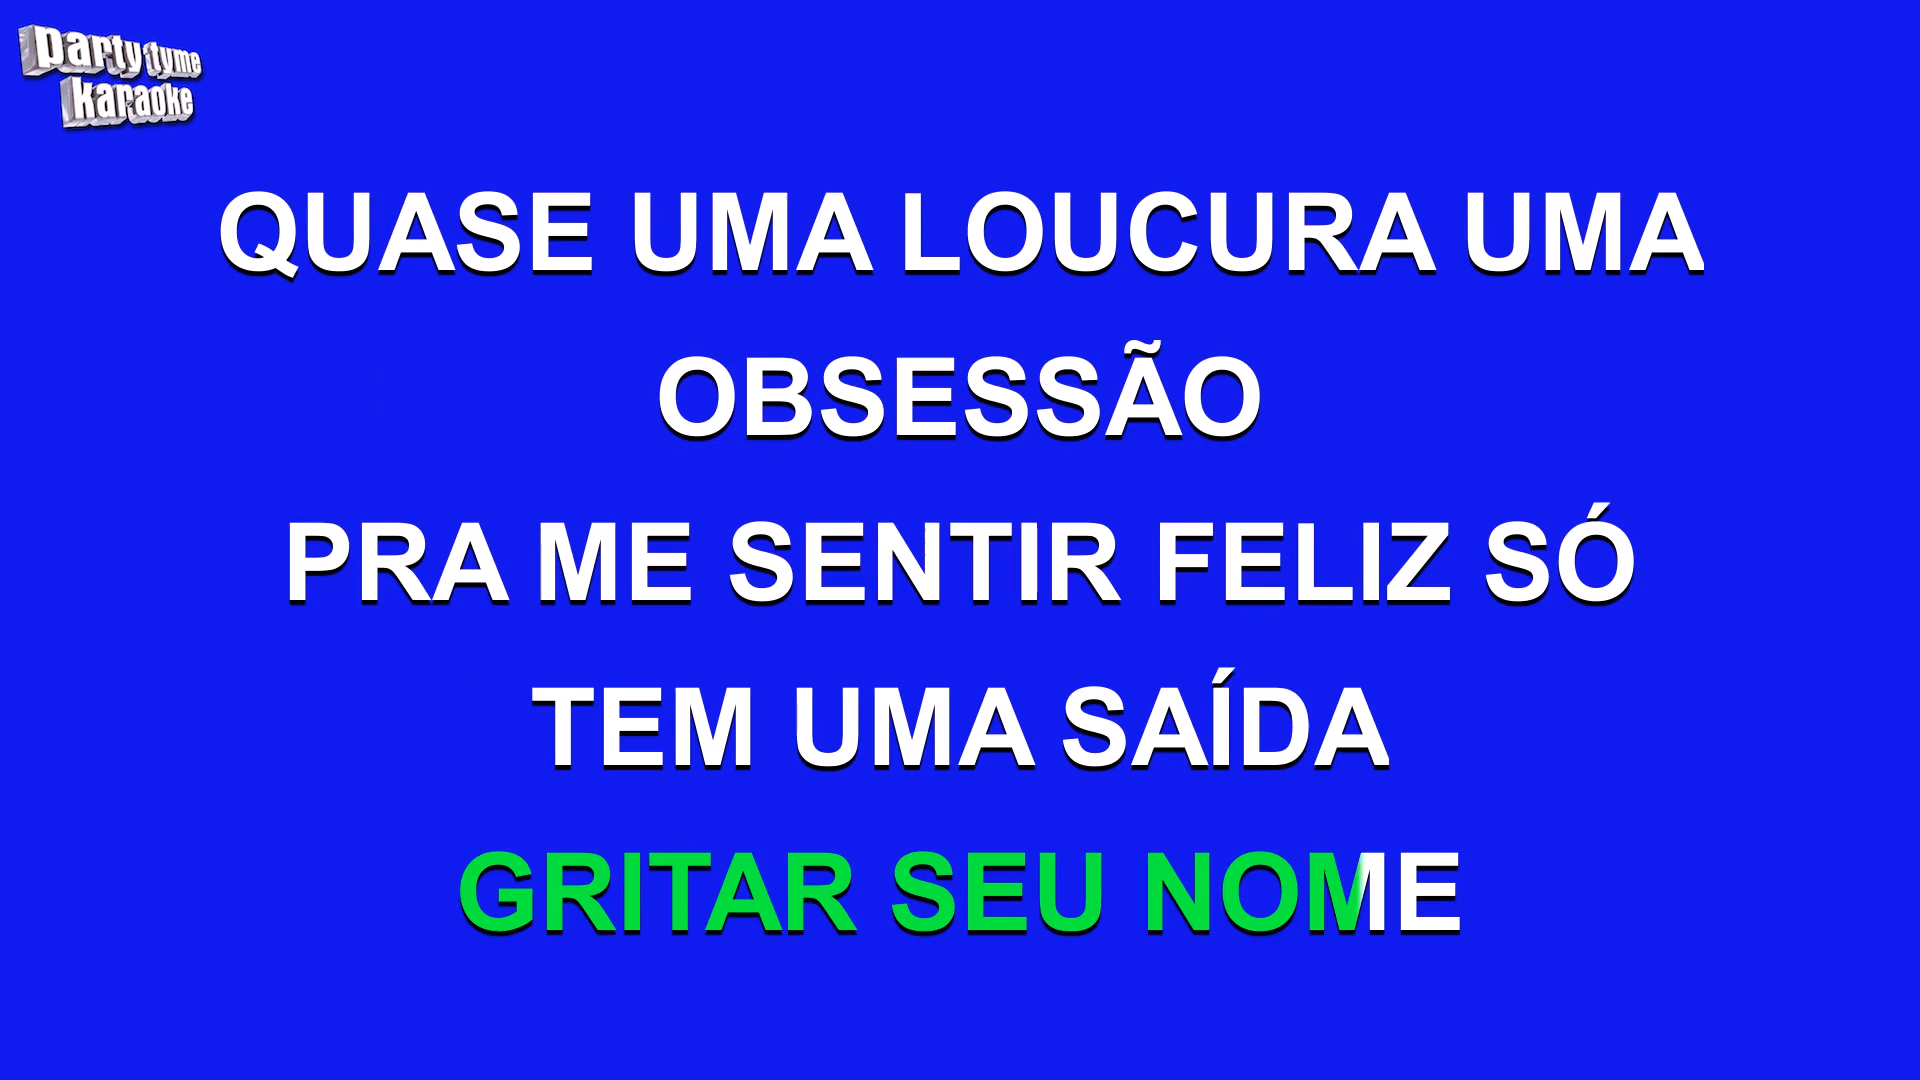 party tyme
karaoke
QUASE UMA LOUCURA UMA
OBSESSÃO
PRA ME SENTIR FELIZ SÓ
TEM UMA SAÍDA
GRITAR SEU NOME